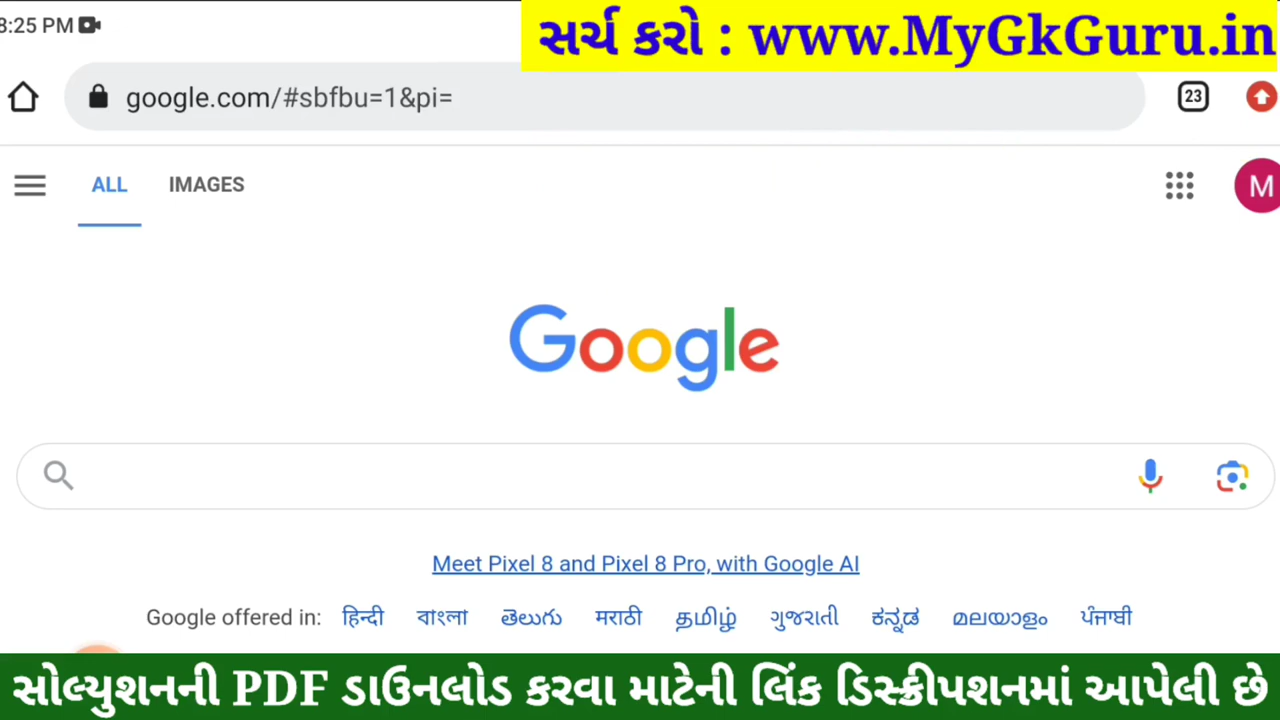 8:25 PM
સર્ચ કરો : www.MyGkGuru.in
google.com/#sbfbu=1&pi=
23
ALL IMAGES
M
Google
Meet Pixel 8 and Pixel 8 Pro, with Google AI
Google offered in: हिन्दी বাংলা తెలుగు मराठी தமிழ் ગુજરાતી ಕನ್ನಡ മലയാളം ਪੰਜਾਬੀ
સોલ્યુશનની PDF ડાઉનલોડ કરવા માટેની લિંક ડિસ્ક્રીપશનમાં આપેલી છે